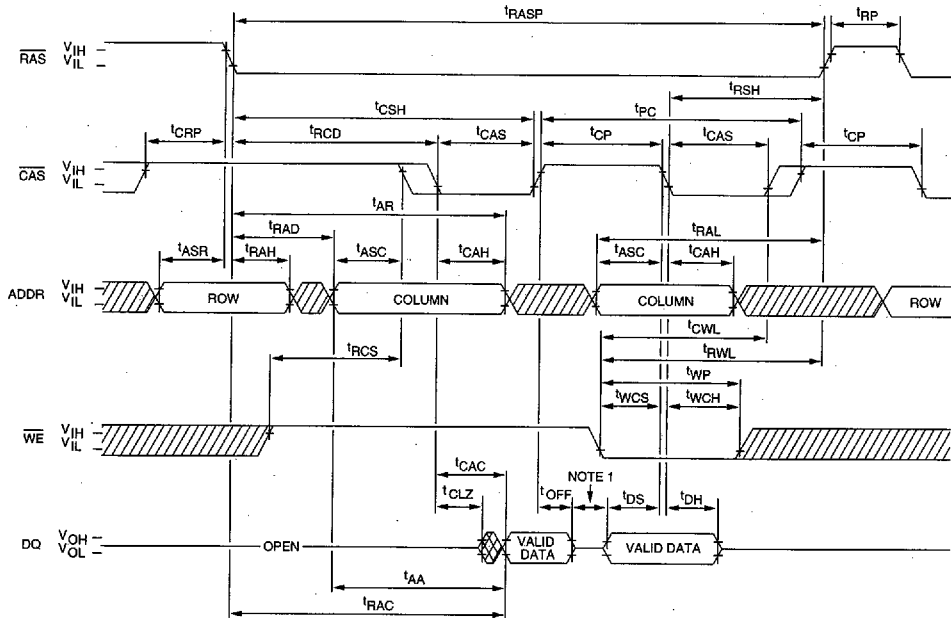 tRASP tRP
RAS VIH
VIL
tRSH
tCSH tPC
tCRP tRCD tCAS tCP tCAS tCP
CAS VIH
VIL
tAR
tRAD tRAL
tASR tRAH tASC tCAH tASC tCAH
ADDR VIH
VIL ROW COLUMN COLUMN ROW
tCWL
tRCS tRWL
tWP
tWCS tWCH
WE VIH
VIL
tCAC NOTE 1
tCLZ tOFF tDS tDH
DQ VOH
VOL OPEN VALID DATA VALID DATA
tAA
tRAC